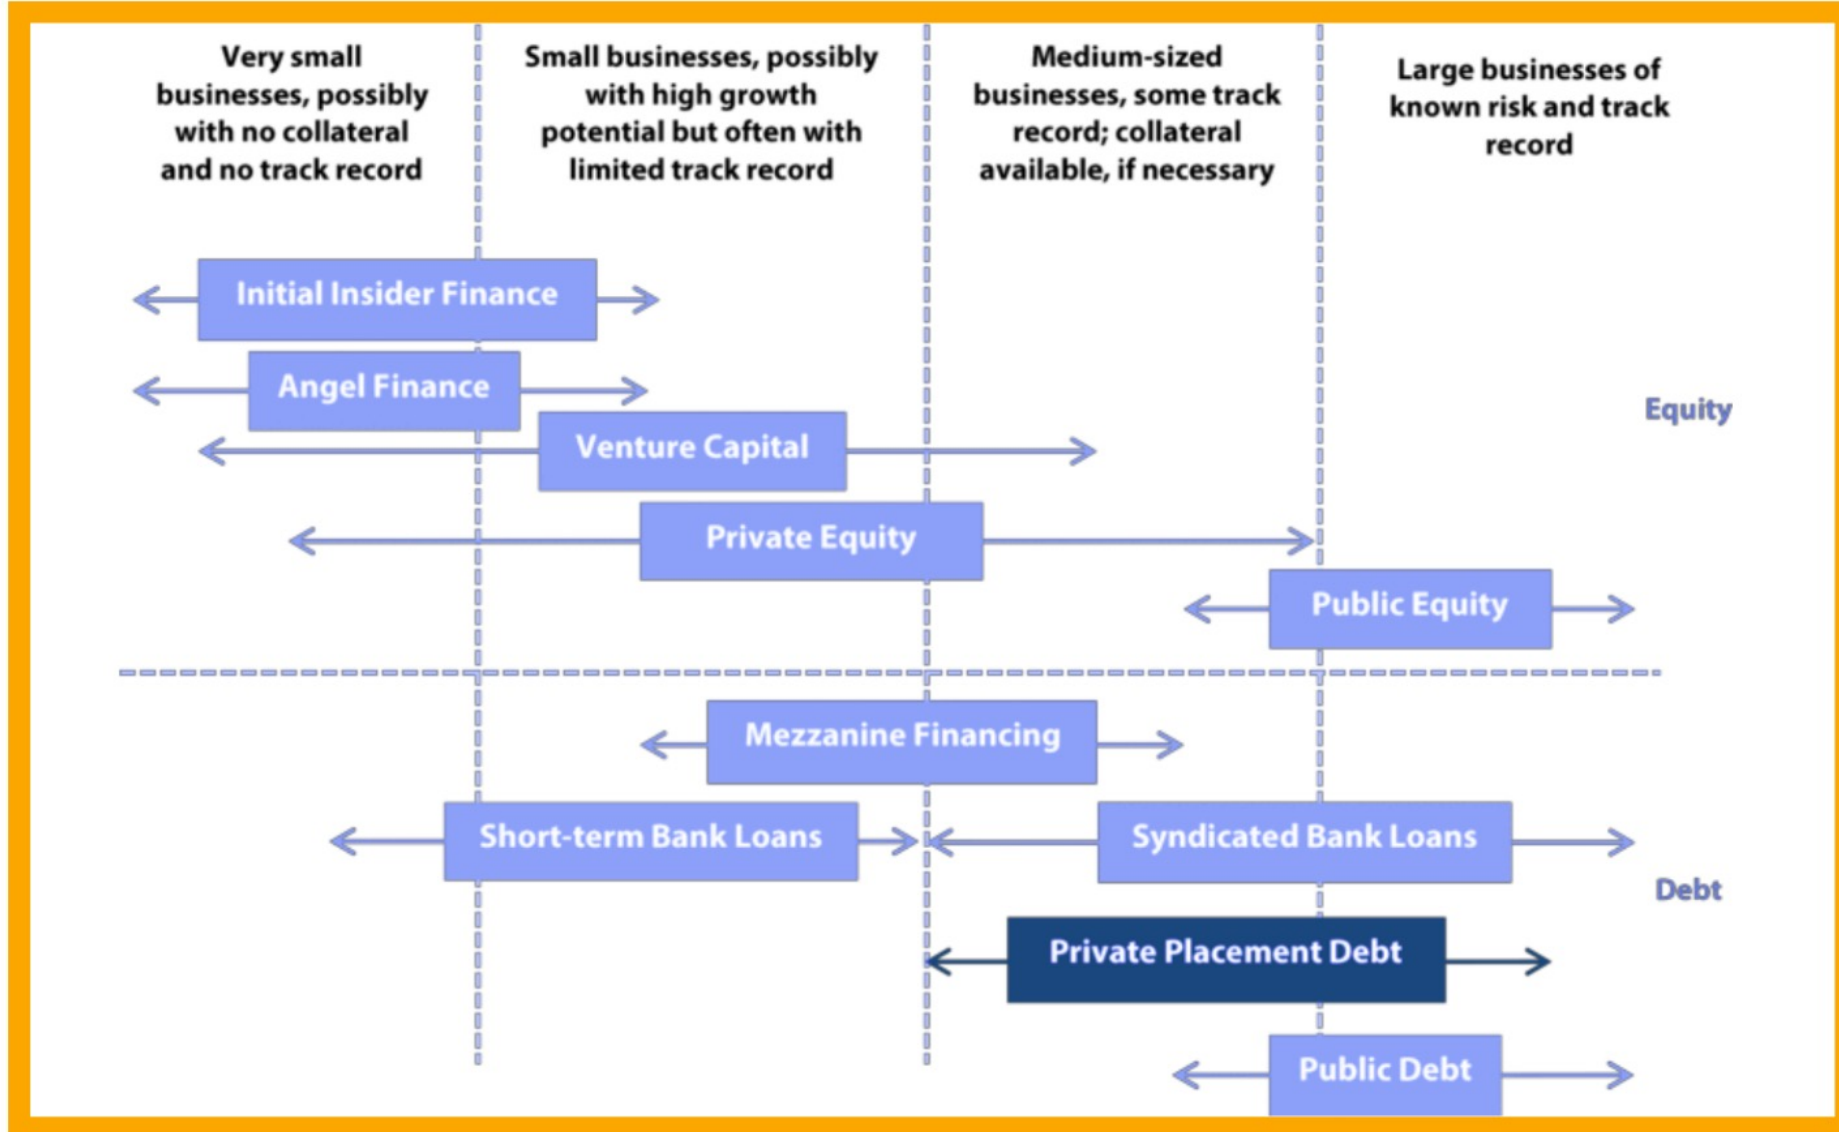 Very small
businesses, possibly
with no collateral
and no track record
Small businesses, possibly
with high growth
potential but often with
limited track record
Medium-sized
businesses, some track
record; collateral
available, if necessary
Large businesses of
known risk and track
record
Initial Insider Finance
Angel Finance
Equity
Venture Capital
Private Equity
Public Equity
Mezzanine Financing
Short-term Bank Loans
Syndicated Bank Loans
Debt
Private Placement Debt
Public Debt